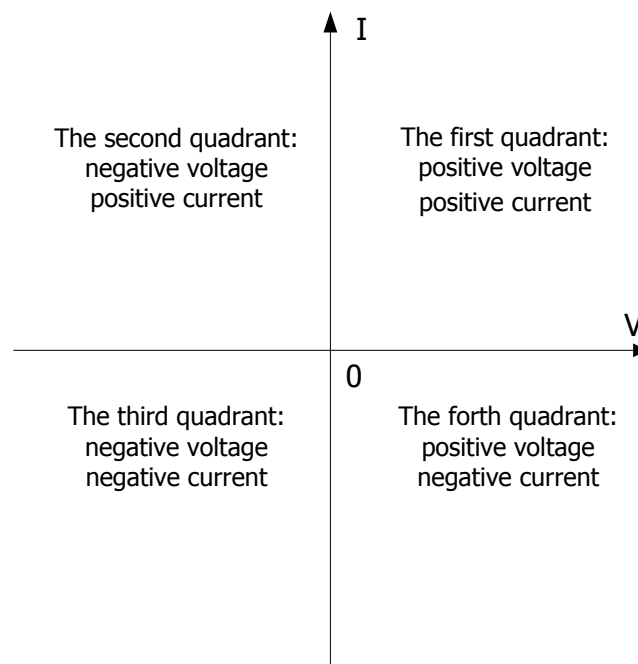 I
The second quadrant:
negative voltage
positive current
The first quadrant:
positive voltage
positive current
V
0
The third quadrant:
negative voltage
negative current
The forth quadrant:
positive voltage
negative current